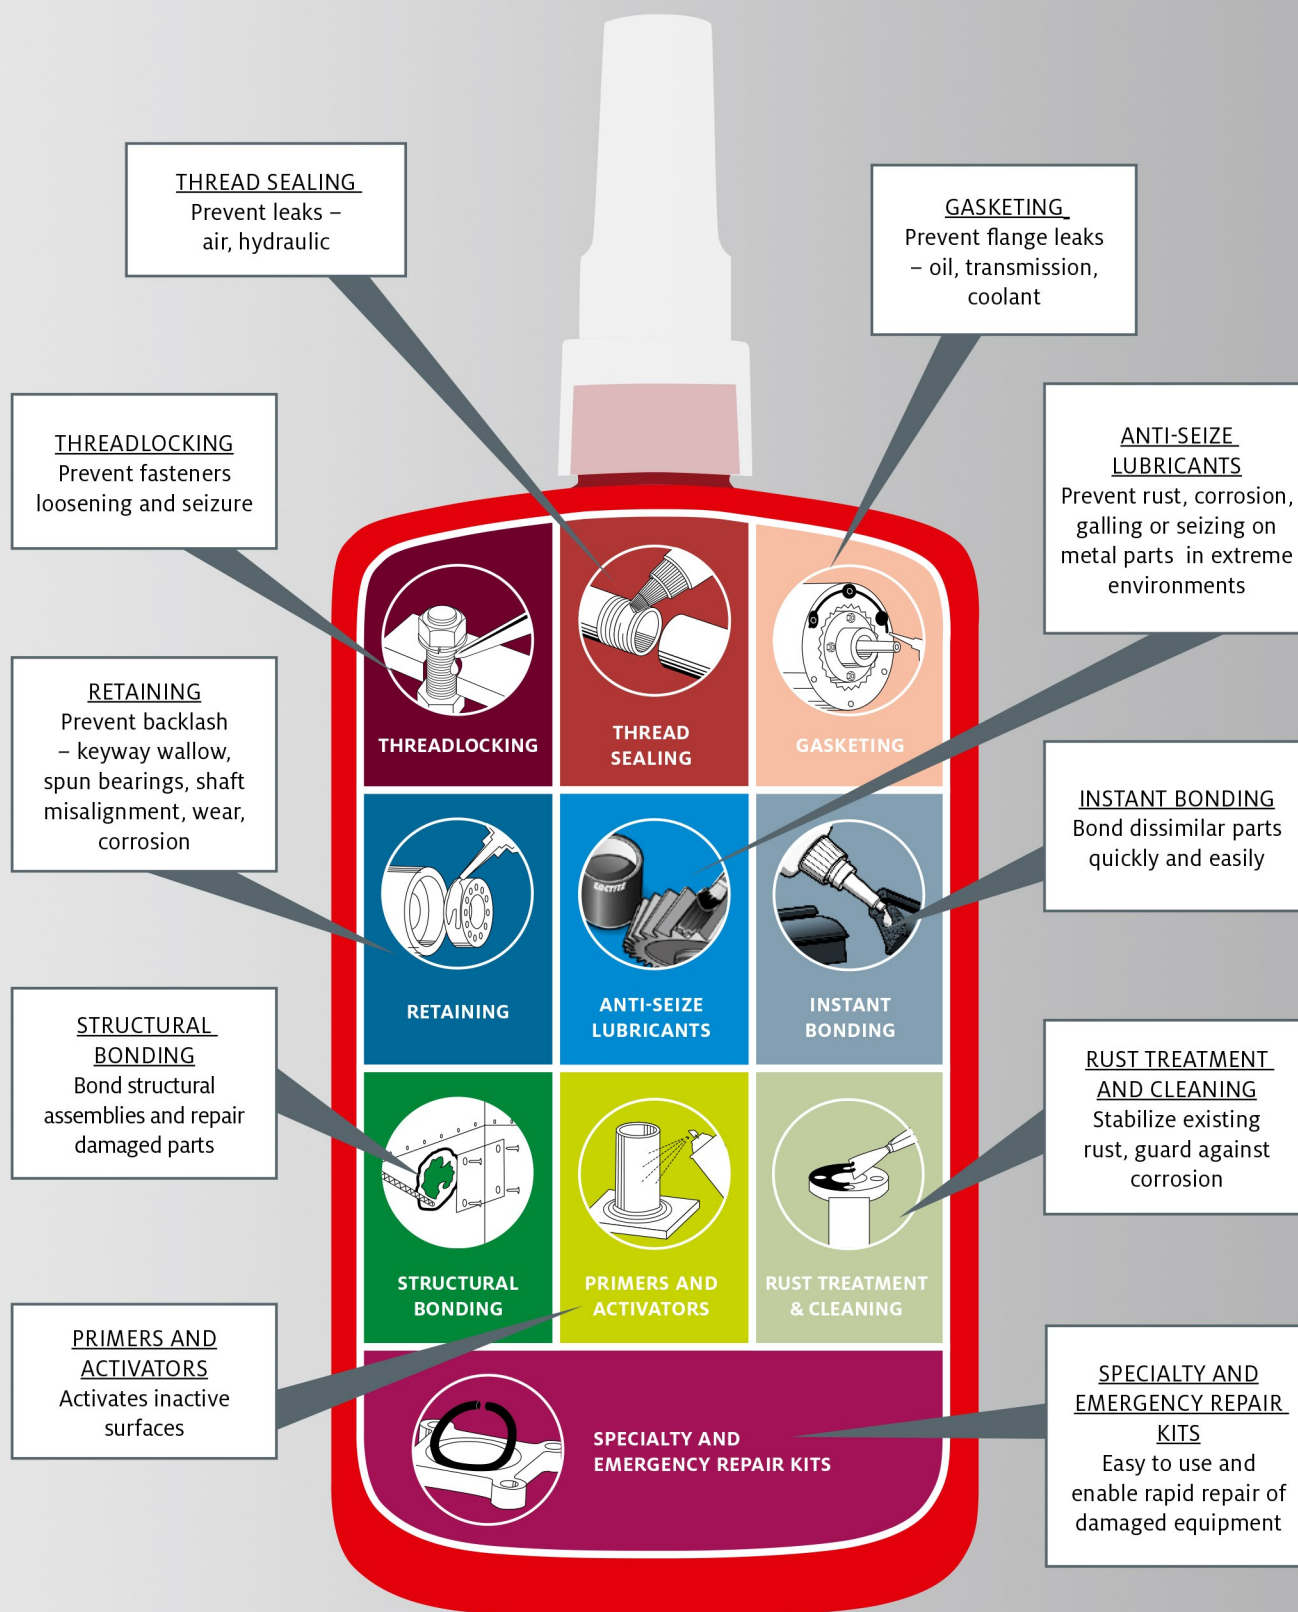 THREAD SEALING
Prevent leaks –
air, hydraulic
GASKETING
Prevent flange leaks
– oil, transmission,
coolant
THREADLOCKING
Prevent fasteners
loosening and seizure
ANTI-SEIZE
LUBRICANTS
Prevent rust, corrosion,
galling or seizing on
metal parts in extreme
environments
RETAINING
Prevent backlash
– keyway wallow,
spun bearings, shaft
misalignment, wear,
corrosion
INSTANT BONDING
Bond dissimilar parts
quickly and easily
STRUCTURAL
BONDING
Bond structural
assemblies and repair
damaged parts
RUST TREATMENT
AND CLEANING
Stabilize existing
rust, guard against
corrosion
PRIMERS AND
ACTIVATORS
Activates inactive
surfaces
SPECIALTY AND
EMERGENCY REPAIR
KITS
Easy to use and
enable rapid repair of
damaged equipment
THREADLOCKING
THREAD
SEALING
GASKETING
RETAINING
LOCTITE
ANTI-SEIZE
LUBRICANTS
INSTANT
BONDING
STRUCTURAL
BONDING
PRIMERS AND
ACTIVATORS
RUST TREATMENT
& CLEANING
SPECIALTY AND
EMERGENCY REPAIR KITS